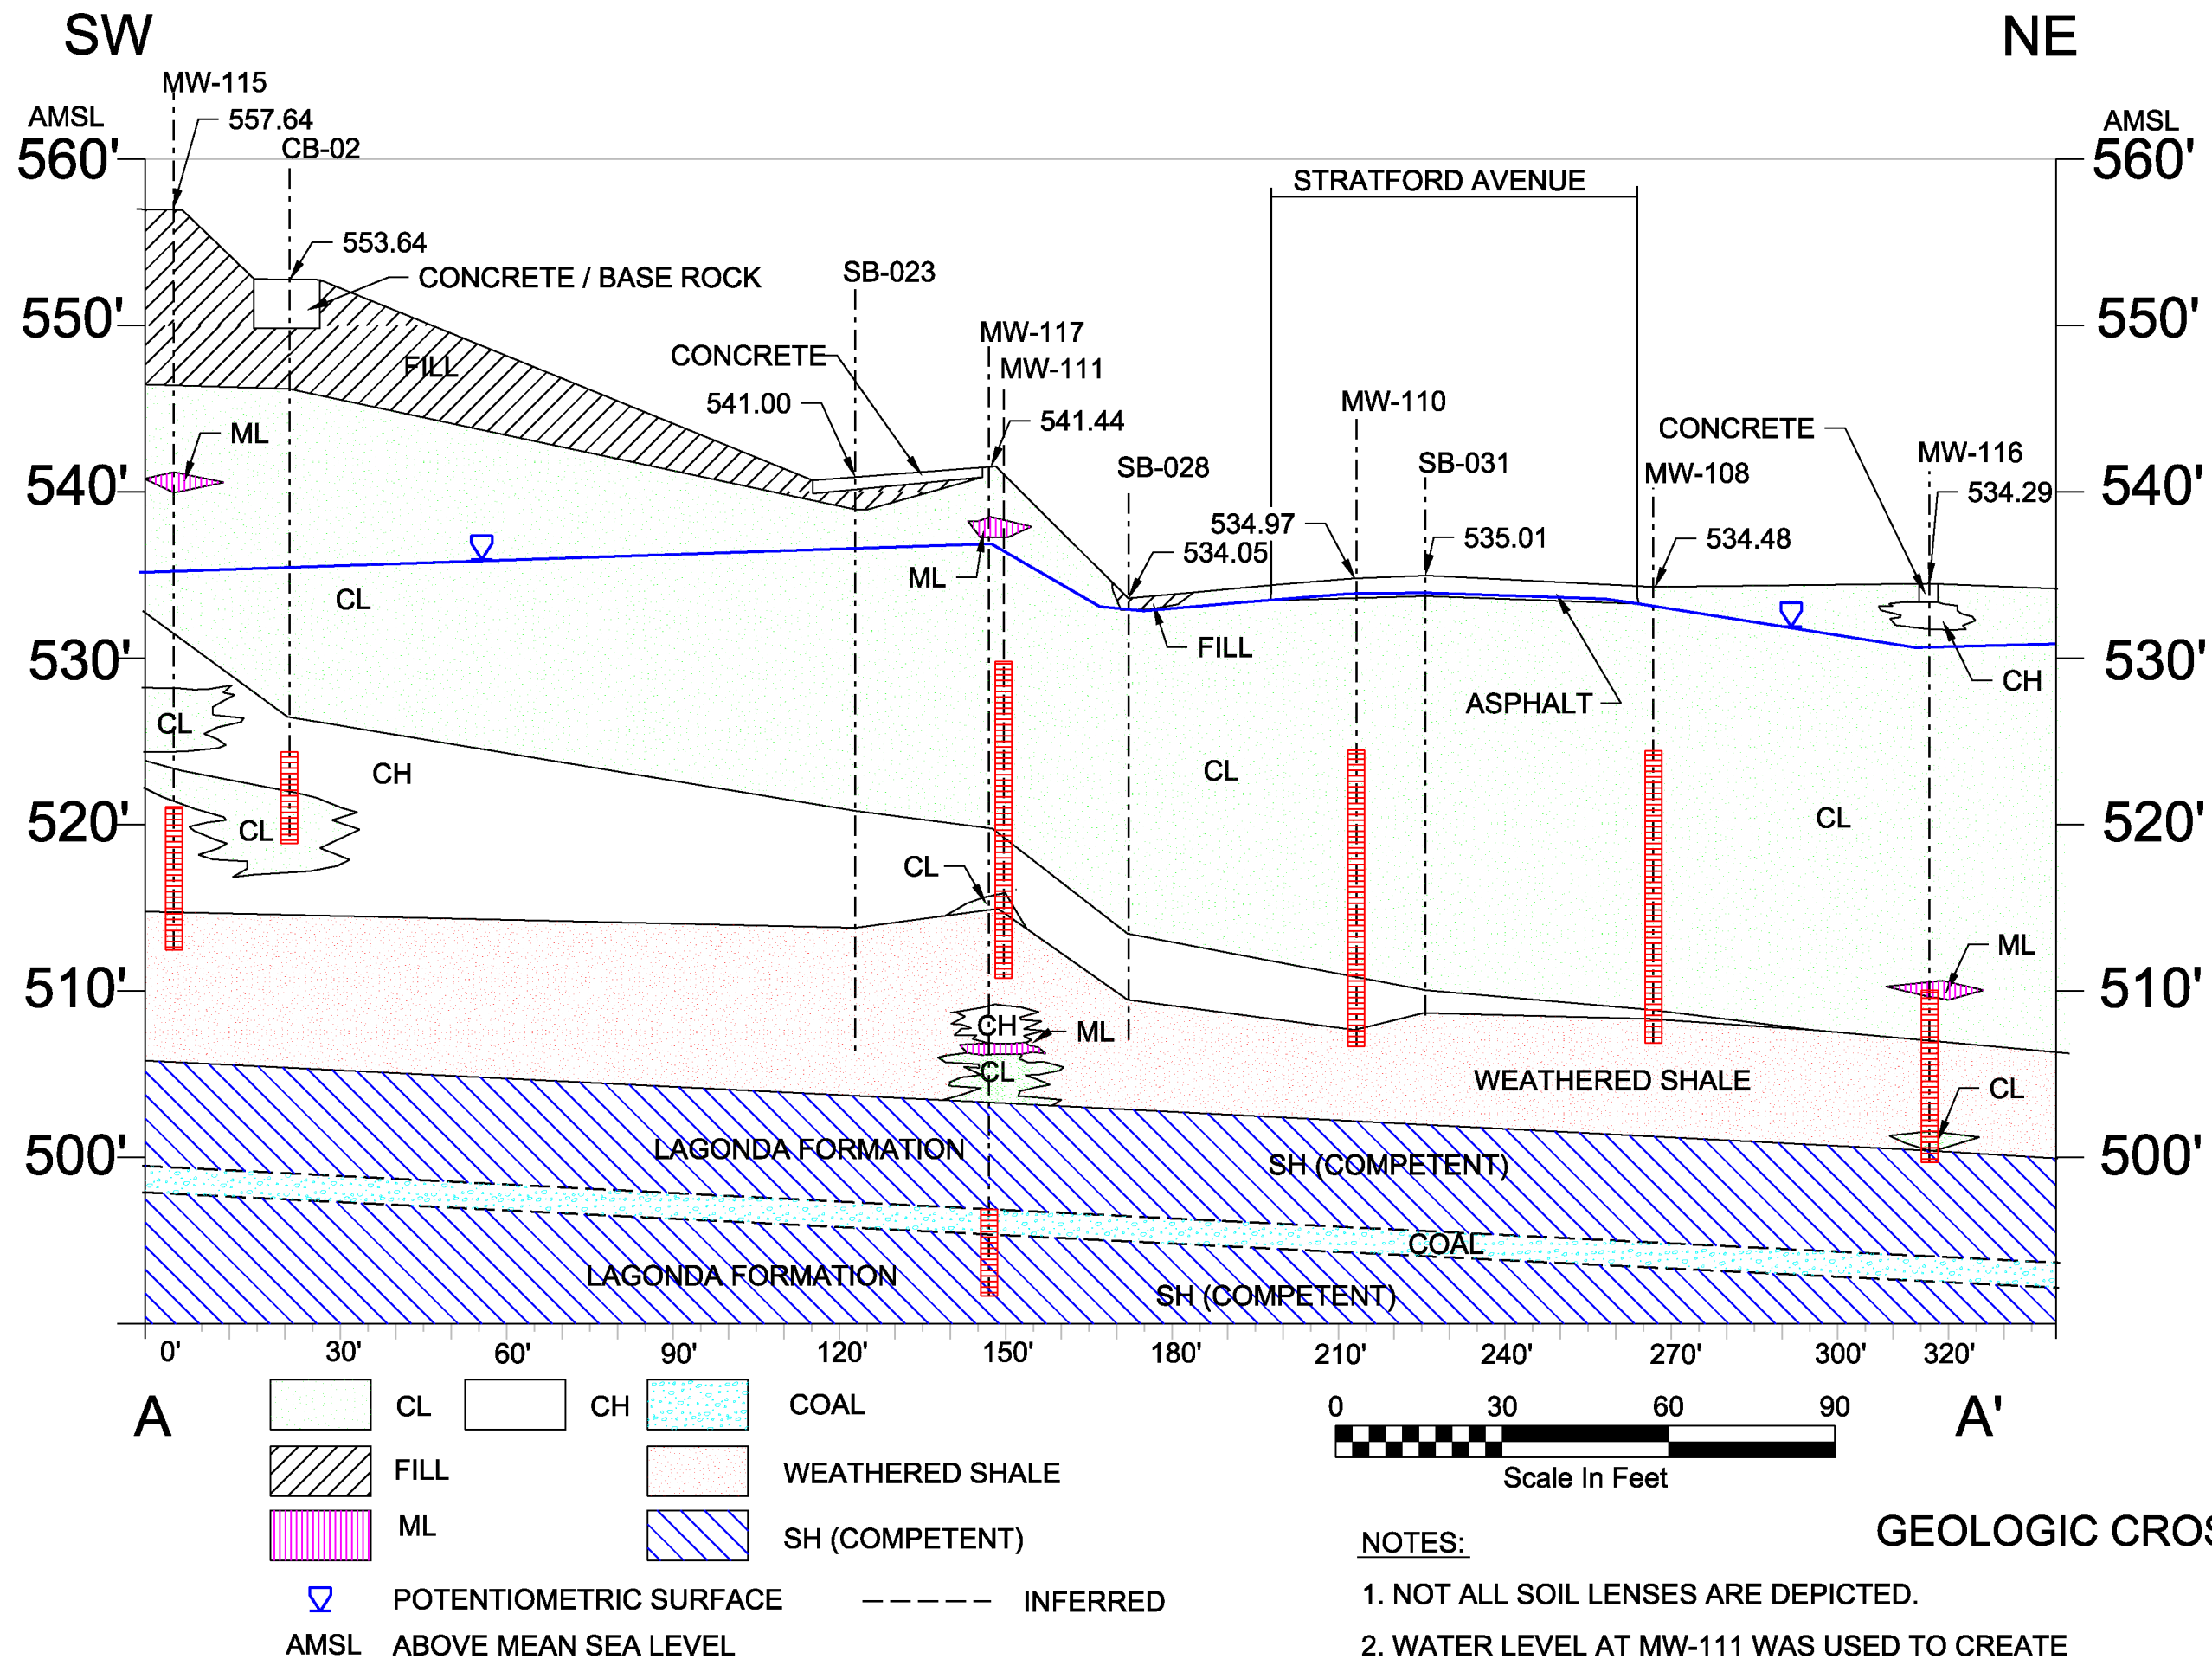 SW
NE
MW-115
AMSL
557.64
AMSL
CB-02
560'
560'
STRATFORD AVENUE
553.64
SB-023
CONCRETE / BASE ROCK
550'
550'
MW-117
CONCRETE
FILL
MW-111
541.00
MW-110
541.44
CONCRETE
ML
MW-116
SB-028
SB-031
MW-108
540'
540'
534.29
534.97
535.01
534.48
534.05
ML
CL
FILL
530'
530'
CH
ASPHALT
CL
CH
CL
520'
520'
CL
CL
CL
ML
510'
510'
CH
ML
CL
WEATHERED SHALE
CL
LAGONDA FORMATION
500'
500'
SH (COMPETENT)
COAL
LAGONDA FORMATION
SH (COMPETENT)
0' 30' 60' 90' 120' 150' 180' 210' 240' 270' 300' 320'
A
CL
CH
COAL
0 30 60 90
A'
FILL
WEATHERED SHALE
Scale In Feet
ML
SH (COMPETENT)
NOTES:
GEOLOGIC CROS
POTENTIOMETRIC SURFACE
INFERRED
1. NOT ALL SOIL LENSES ARE DEPICTED.
AMSL ABOVE MEAN SEA LEVEL
2. WATER LEVEL AT MW-111 WAS USED TO CREATE